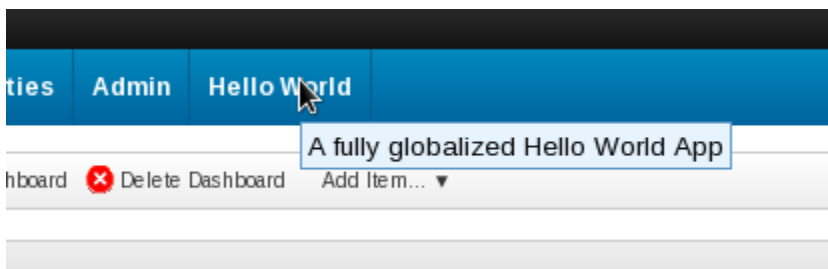 ties Admin Hello World
A fully globalized Hello World App
hboard Delete Dashboard Add Item... ▼